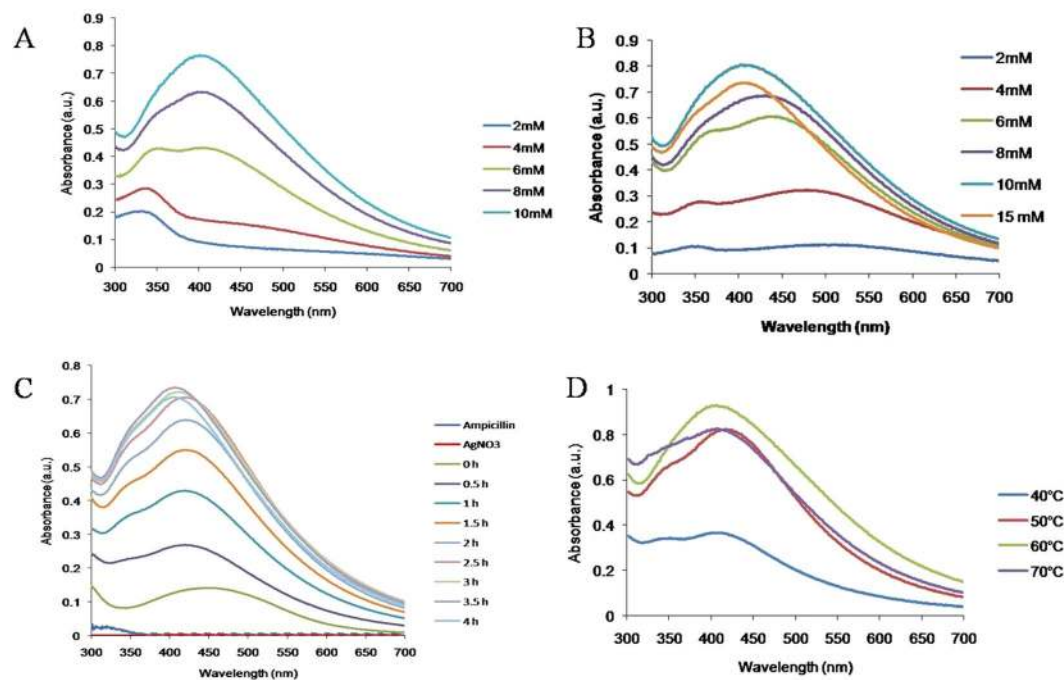 A
0.9
0.8
0.7
0.6
0.5
0.4
0.3
0.2
0.1
0
Absorbance (a.u.)
300 350 400 450 500 550 600 650 700
Wavelength (nm)
2mM
4mM
6mM
8mM
10mM
B
0.9
0.8
0.7
0.6
0.5
0.4
0.3
0.2
0.1
0
Absorbance (a.u.)
300 350 400 450 500 550 600 650 700
Wavelength (nm)
2mM
4mM
6mM
8mM
10mM
15 mM
C
0.8
0.7
0.6
0.5
0.4
0.3
0.2
0.1
0
Absorbance (a.u.)
300 350 400 450 500 550 600 650 700
Wavelength (nm)
Ampicillin
AgNO3
0 h
0.5 h
1 h
1.5 h
2 h
2.5 h
3 h
3.5 h
4 h
D
1
0.8
0.6
0.4
0.2
0
Absorbance (a.u.)
300 350 400 450 500 550 600 650 700
Wavelength (nm)
40°C
50°C
60°C
70°C